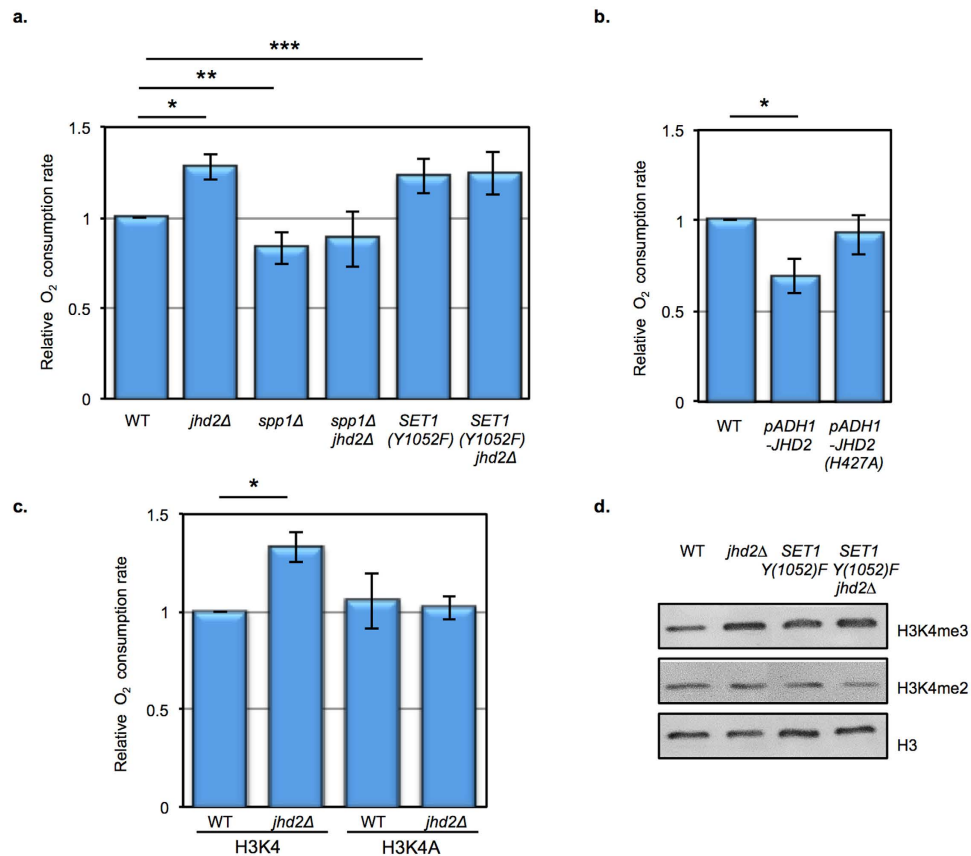 a.
***
**
*
1.5
1
0.5
0
Relative O2 consumption rate
WT
jhd2Δ
spp1Δ
spp1Δ
jhd2Δ
SET1
(Y1052F)
SET1
(Y1052F)
jhd2Δ
b.
*
1.5
1
0.5
0
Relative O2 consumption rate
WT
pADH1
-JHD2
pADH1
-JHD2
(H427A)
c.
*
1.5
1
0.5
0
Relative O2 consumption rate
WT
jhd2Δ
WT
jhd2Δ
H3K4
H3K4A
d.
WT
jhd2Δ
SET1
Y(1052)F
SET1
Y(1052)F
jhd2Δ
H3K4me3
H3K4me2
H3